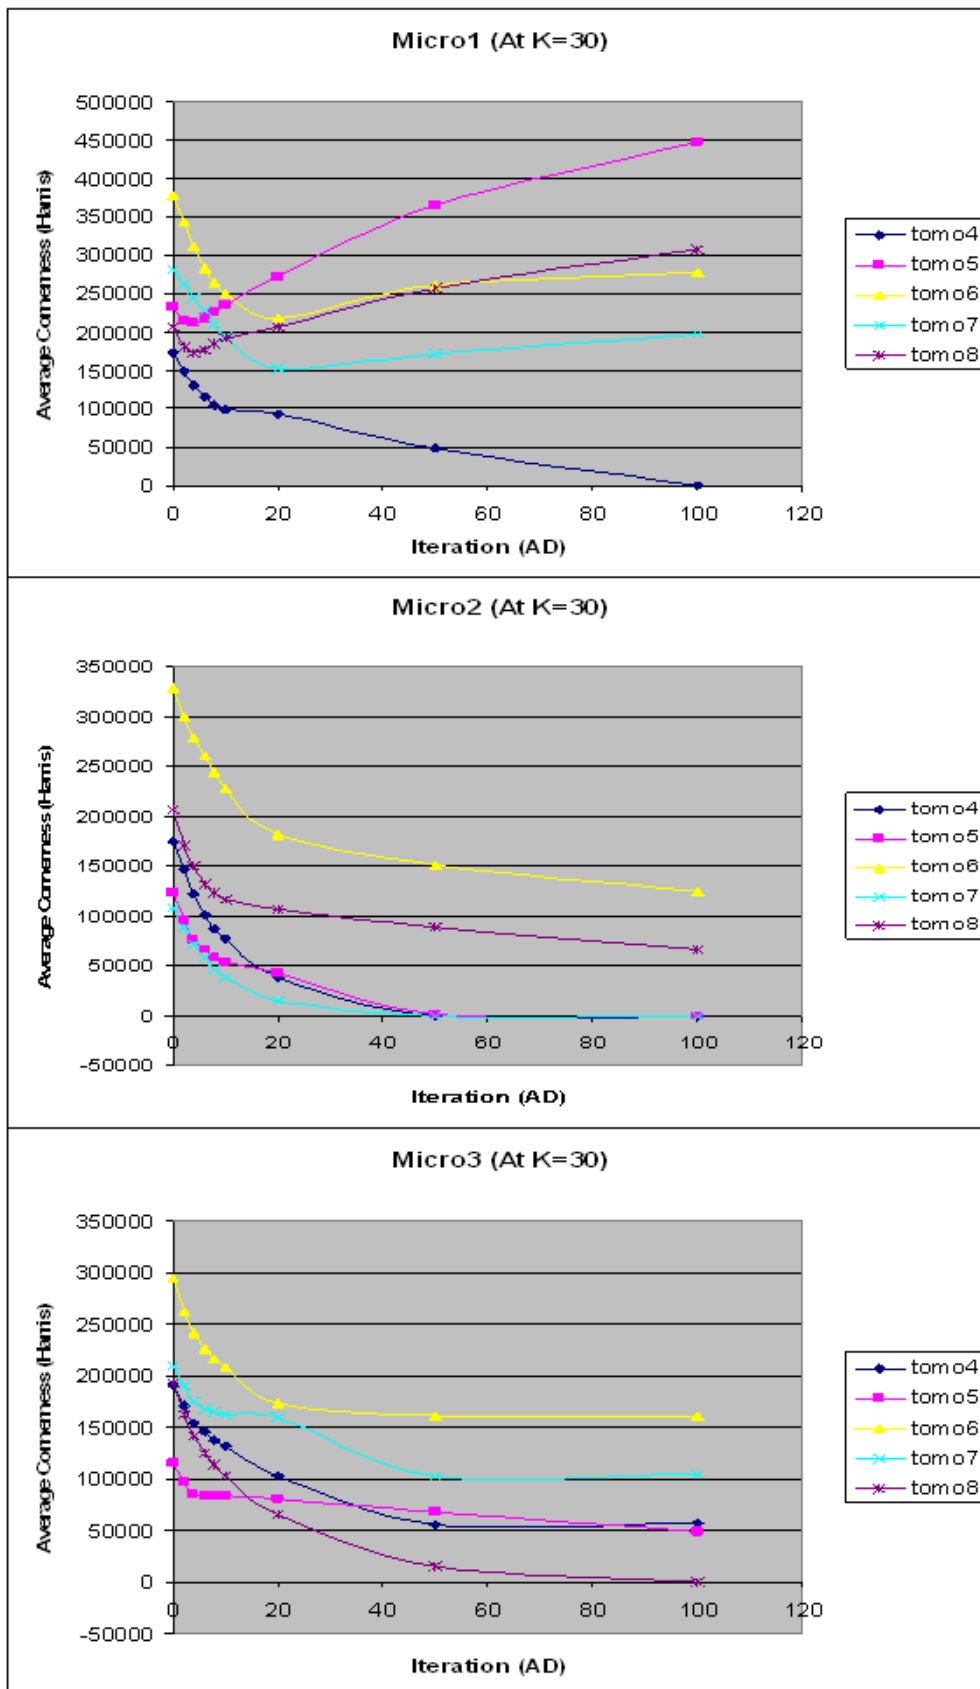 Micro1 (At K=30)
500000
450000
400000
350000
300000
250000
200000
150000
100000
50000
0
Average Cornerness (Harris)
0 20 40 60 80 100 120
Iteration (AD)
tomo4
tomo5
tomo6
tomo7
tomo8
Micro2 (At K=30)
350000
300000
250000
200000
150000
100000
50000
0
-50000
Average Cornerness (Harris)
0 20 40 60 80 100 120
Iteration (AD)
tomo4
tomo5
tomo6
tomo7
tomo8
Micro3 (At K=30)
350000
300000
250000
200000
150000
100000
50000
0
-50000
Average Cornerness (Harris)
0 20 40 60 80 100 120
Iteration (AD)
tomo4
tomo5
tomo6
tomo7
tomo8